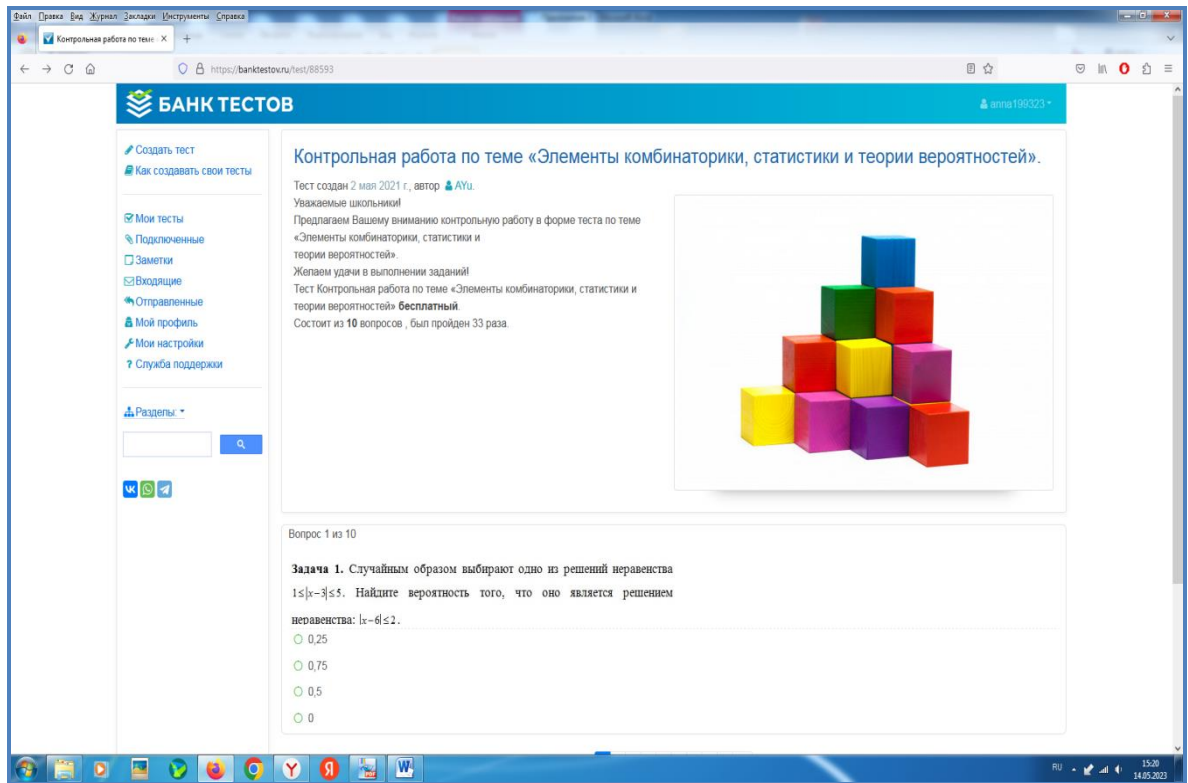 Файл Правка Вид Журнал Закладки Инструменты Справка
Контрольная работа по теме
https://banktestov.ru/test/88593
БАНК ТЕСТОВ
anna199323
Создать тест
Как создавать свои тесты
Мои тесты
Подключенные
Заметки
Входящие
Отправленные
Мой профиль
Мои настройки
Служба поддержки
Разделы:
Контрольная работа по теме «Элементы комбинаторики, статистики и теории вероятностей».
Тест создан 2 мая 2021 г., автор AYu.
Уважаемые школьники!
Предлагаем Вашему вниманию контрольную работу в форме теста по теме
«Элементы комбинаторики, статистики и
теории вероятностей».
Желаем удачи в выполнении заданий!
Тест Контрольная работа по теме «Элементы комбинаторики, статистики и
теории вероятностей» бесплатный.
Состоит из 10 вопросов , был пройден 33 раза.
Вопрос 1 из 10
Задача 1. Случайным образом выбирают одно из решений неравенства
1≤|x−3|≤5. Найдите вероятность того, что оно является решением
неравенства: |x−6|≤2.
0,25
0,75
0,5
0
RU
15:20
14.05.2023